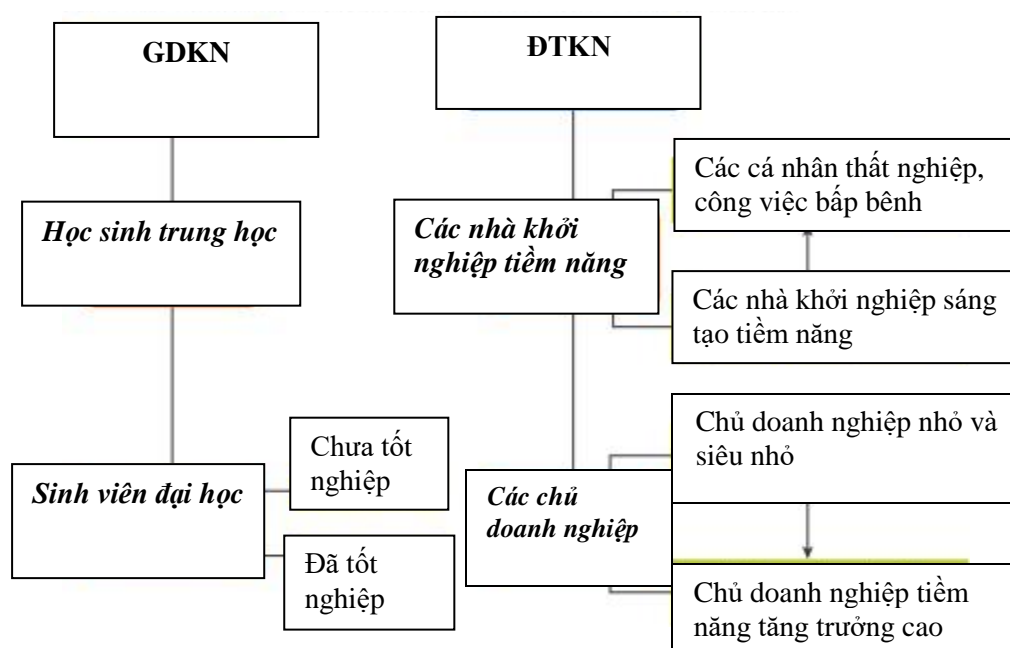 GDKN
ĐTKN
Các cá nhân thất nghiệp,
công việc bấp bênh
Học sinh trung học
Các nhà khởi
nghiệp tiềm năng
Các nhà khởi nghiệp sáng
tạo tiềm năng
Chủ doanh nghiệp nhỏ và
siêu nhỏ
Chưa tốt
nghiệp
Sinh viên đại học
Các chủ
doanh nghiệp
Đã tốt
nghiệp
Chủ doanh nghiệp tiềm
năng tăng trưởng cao